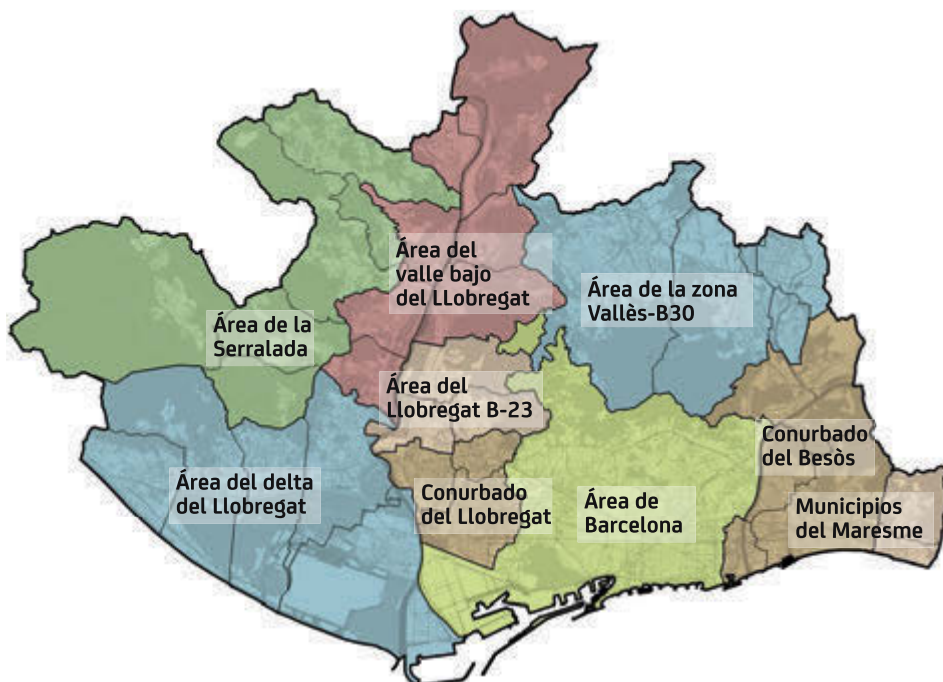 Área del
valle bajo
del LLobregat
Área de la zona
Vallès-B30
Área de la
Serralada
Área del
Llobregat B-23
Conurbado
del Besòs
Área del delta
del Llobregat
Conurbado
del Llobregat
Área de
Barcelona
Municipios
del Maresme